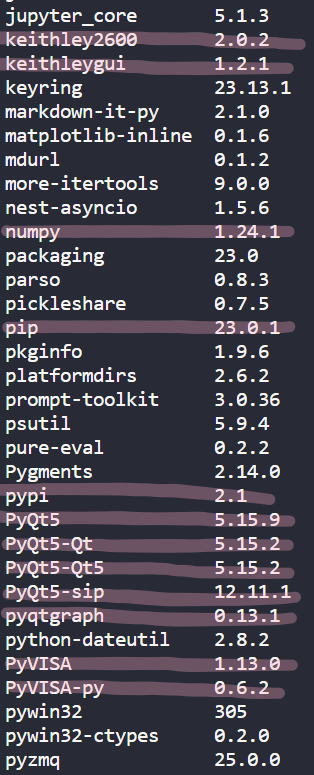 jupyter_core 5.1.3
keithley2600 2.0.2
keithleygui 1.2.1
keyring 23.13.1
markdown-it-py 2.1.0
matplotlib-inline 0.1.6
mdurl 0.1.2
more-itertools 9.0.0
nest-asyncio 1.5.6
numpy 1.24.1
packaging 23.0
parso 0.8.3
pickleshare 0.7.5
pip 23.0.1
pkginfo 1.9.6
platformdirs 2.6.2
prompt-toolkit 3.0.36
psutil 5.9.4
pure-eval 0.2.2
Pygments 2.14.0
pypi 2.1
PyQt5 5.15.9
PyQt5-Qt 5.15.2
PyQt5-Qt5 5.15.2
PyQt5-sip 12.11.1
pyqtgraph 0.13.1
python-dateutil 2.8.2
PyVISA 1.13.0
PyVISA-py 0.6.2
pywin32 305
pywin32-ctypes 0.2.0
pyzmq 25.0.0